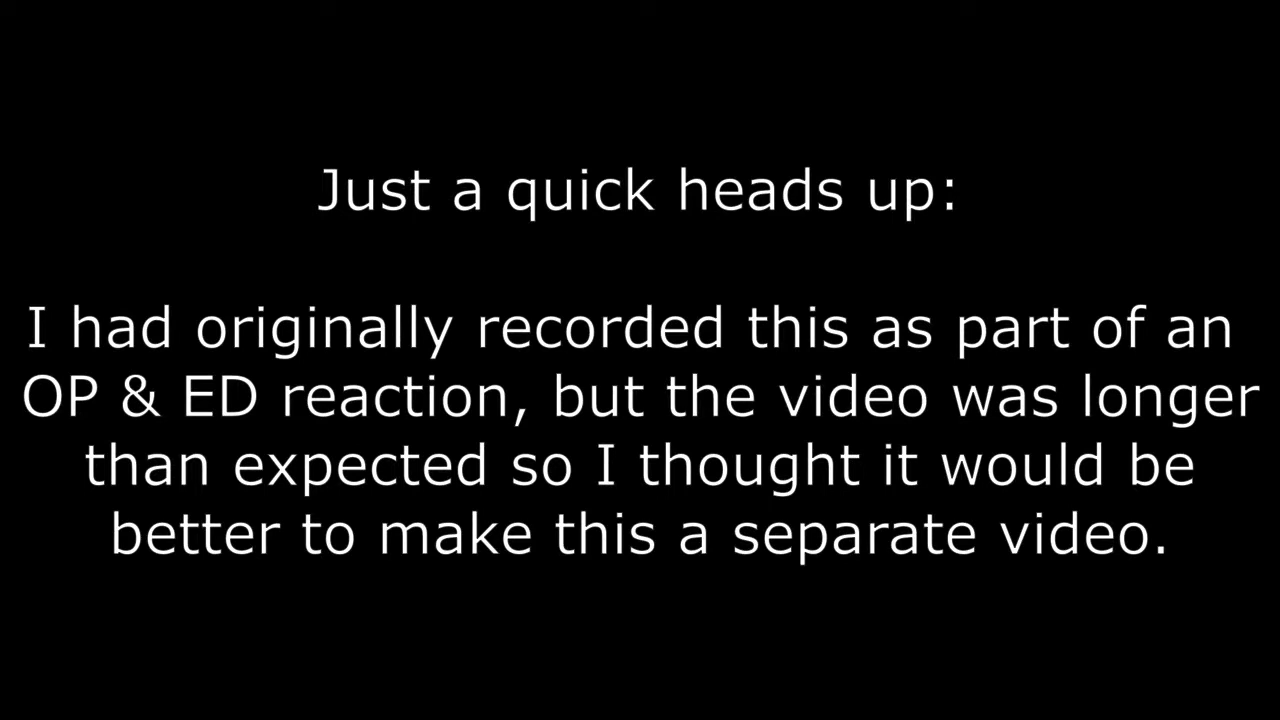 Just a quick heads up:
I had originally recorded this as part of an
OP & ED reaction, but the video was longer
than expected so I thought it would be
better to make this a separate video.